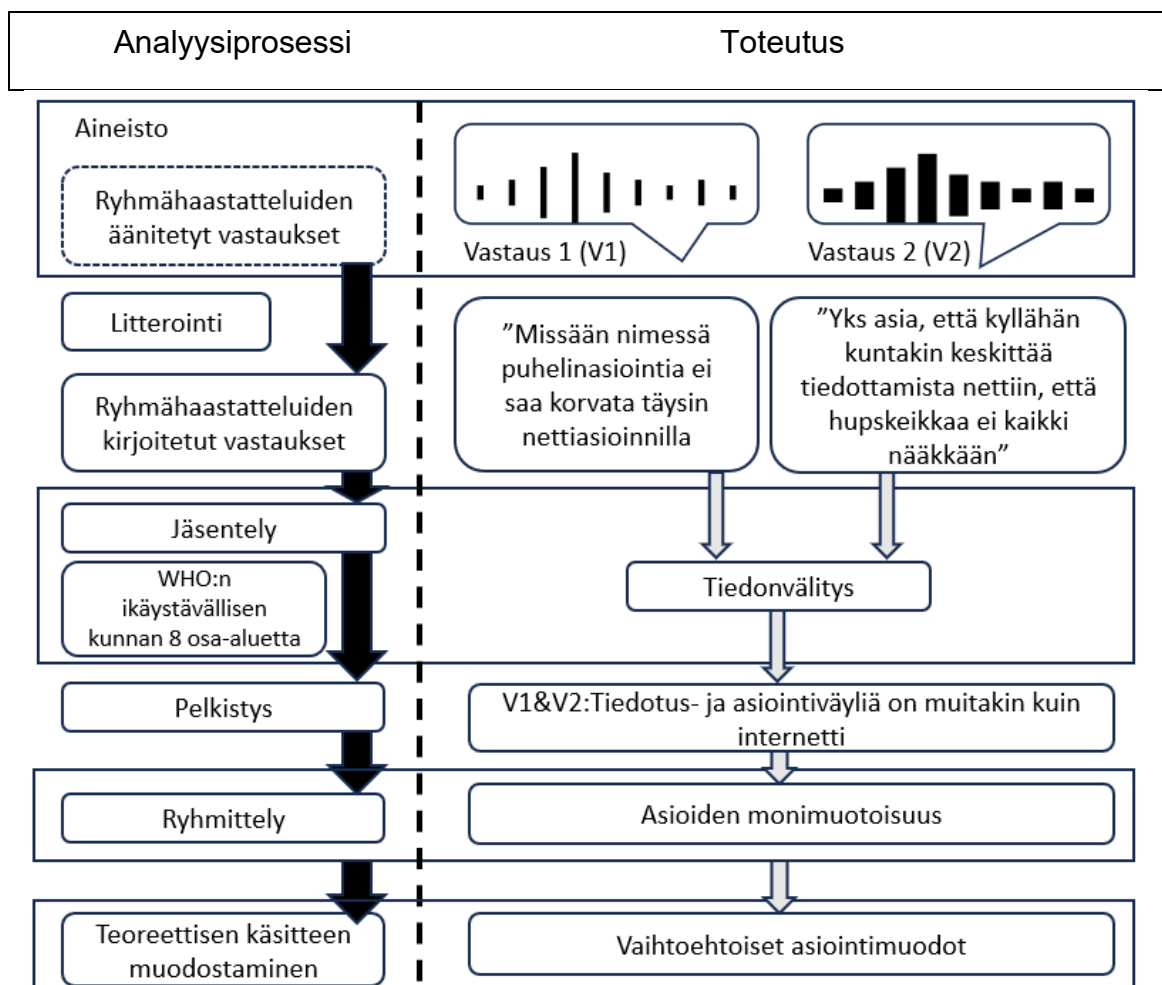 Analyysiprosessi
Toteutus
Aineisto
Ryhmähaastatteluiden
äänitetyt vastaukset
Vastaus 1 (V1)
Vastaus 2 (V2)
Litterointi
Ryhmähaastatteluiden
kirjoitetut vastaukset
”Missään nimessä
puhelinasiointia ei
saa korvata täysin
nettiasioinnilla
”Yks asia, että kyllähän
kuntakin keskittää
tiedottamista nettiin, että
hupskeikkaa ei kaikki
nääkkään”
Jäsentely
WHO:n
ikäystävällisen
kunnan 8 osa-aluetta
Tiedonvälitys
Pelkistys
V1&V2:Tiedotus- ja asiointiväyliä on muitakin kuin
internetti
Ryhmittely
Asioiden monimuotoisuus
Teoreettisen käsitteen
muodostaminen
Vaihtoehtoiset asiointimuodot